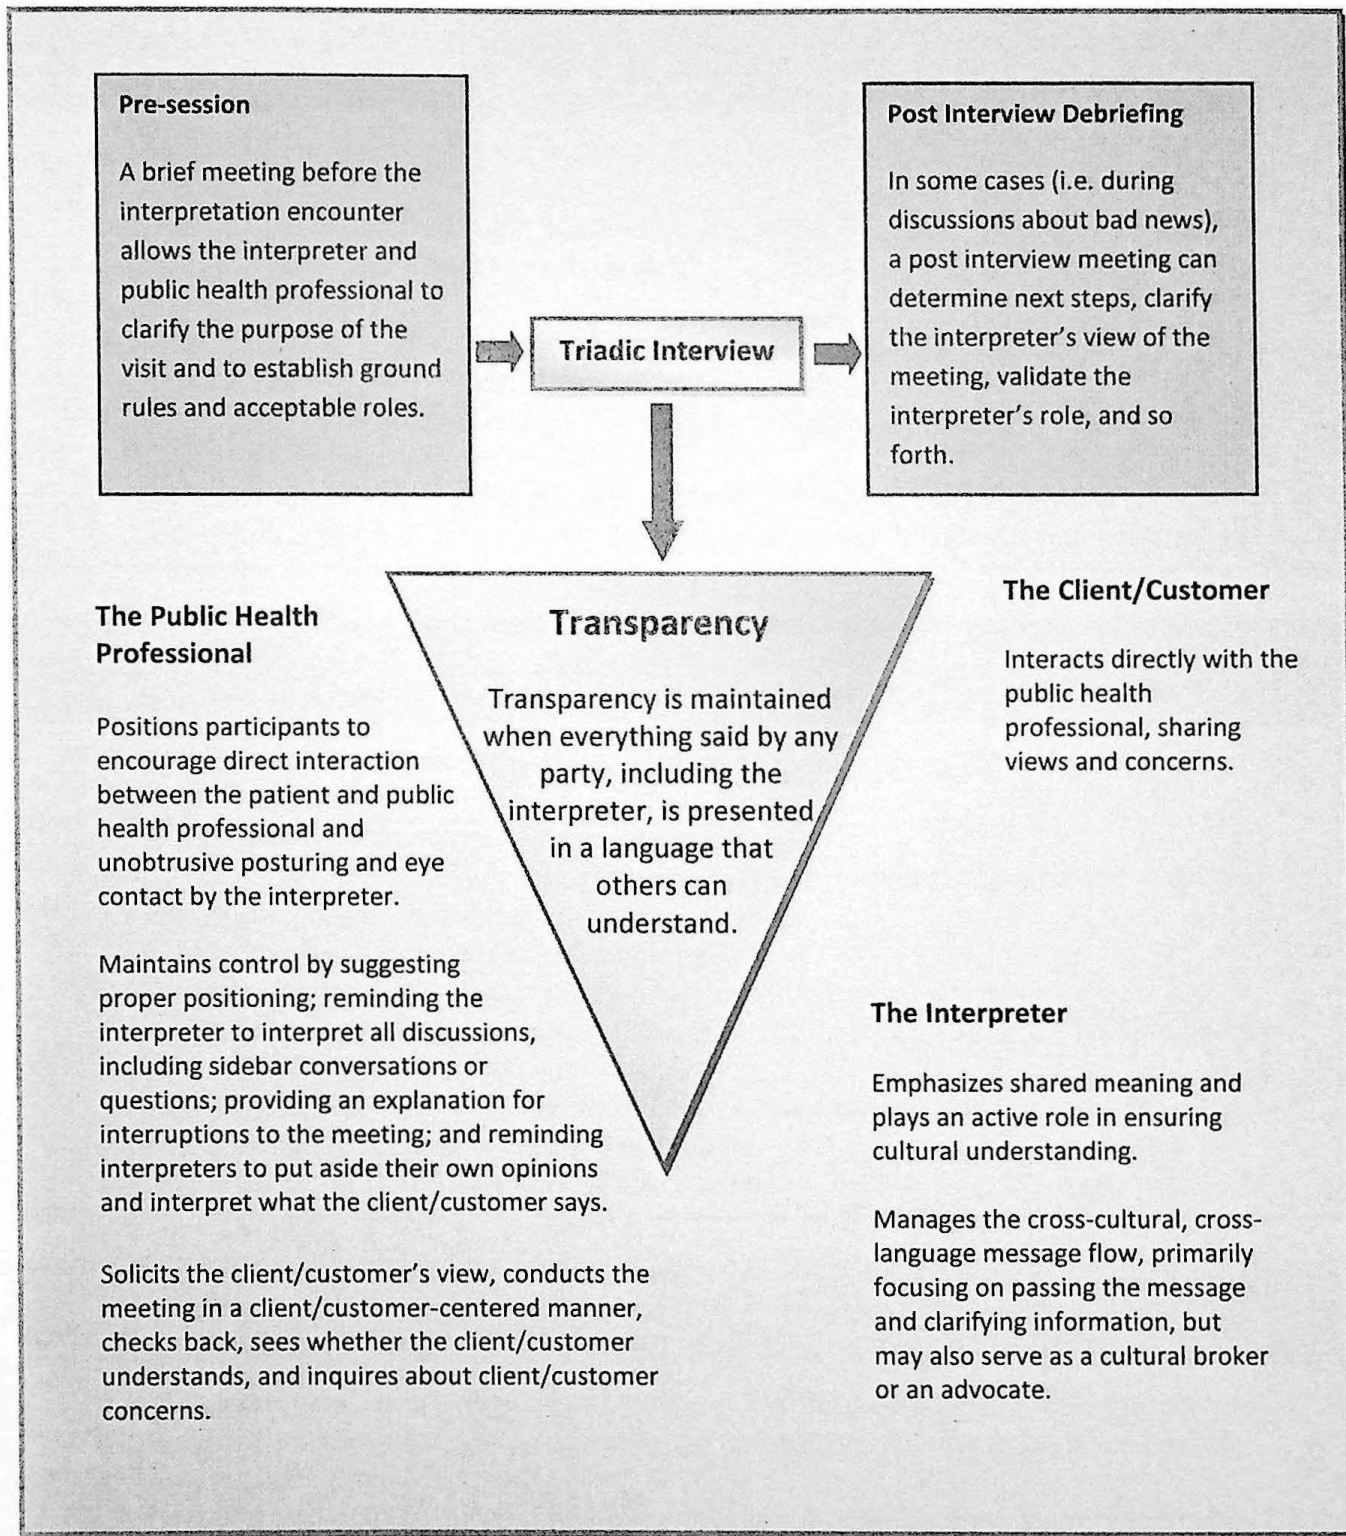 Pre-session
A brief meeting before the
interpretation encounter
allows the interpreter and
public health professional to
clarify the purpose of the
visit and to establish ground
rules and acceptable roles.
Triadic Interview
Post Interview Debriefing
In some cases (i.e. during
discussions about bad news),
a post interview meeting can
determine next steps, clarify
the interpreter's view of the
meeting, validate the
interpreter's role, and so
forth.
The Public Health
Professional
Positions participants to
encourage direct interaction
between the patient and public
health professional and
unobtrusive posturing and eye
contact by the interpreter.
Maintains control by suggesting
proper positioning; reminding the
interpreter to interpret all discussions,
including sidebar conversations or
questions; providing an explanation for
interruptions to the meeting; and reminding
interpreters to put aside their own opinions
and interpret what the client/customer says.
Solicits the client/customer's view, conducts the
meeting in a client/customer-centered manner,
checks back, sees whether the client/customer
understands, and inquires about client/customer
concerns.
Transparency
Transparency is maintained
when everything said by any
party, including the
interpreter, is presented
in a language that
others can
understand.
The Client/Customer
Interacts directly with the
public health
professional, sharing
views and concerns.
The Interpreter
Emphasizes shared meaning and
plays an active role in ensuring
cultural understanding.
Manages the cross-cultural, cross-
language message flow, primarily
focusing on passing the message
and clarifying information, but
may also serve as a cultural broker
or an advocate.